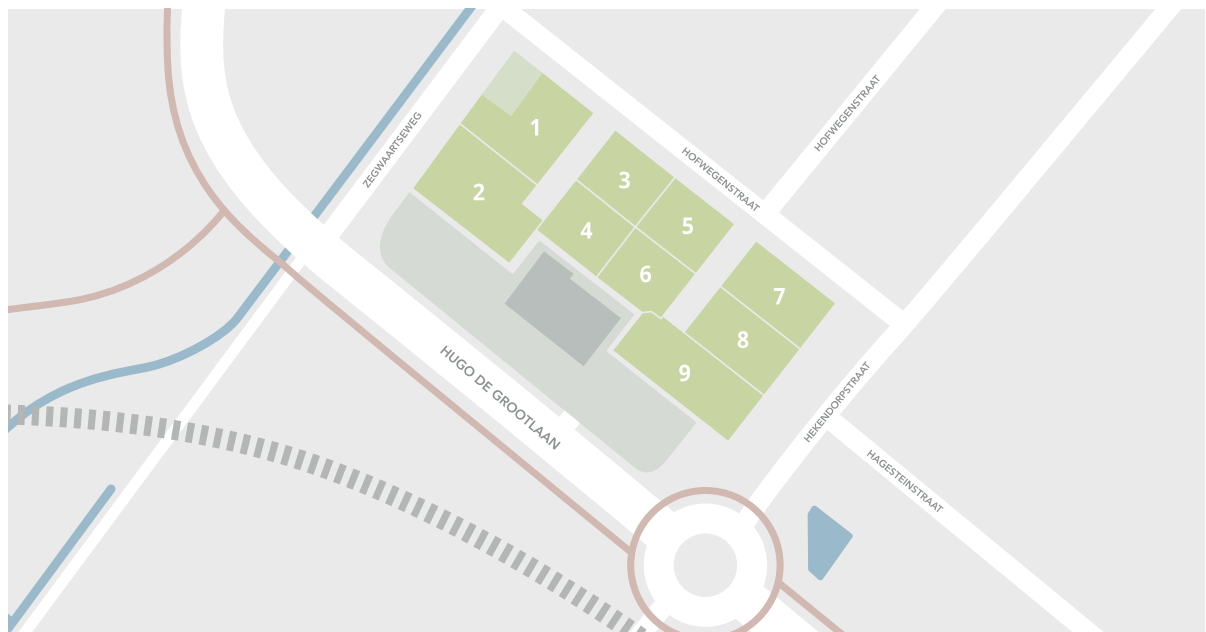 HOFWEGENSTRAAT
ZEGWAARTSEWEG
1
HOFWEGENSTRAAT
3
2
5
4
6
7
8
9
HUGO DE GROOTLAAN
HEKENDORPSTRAAT
HAGESTEINSTRAAT